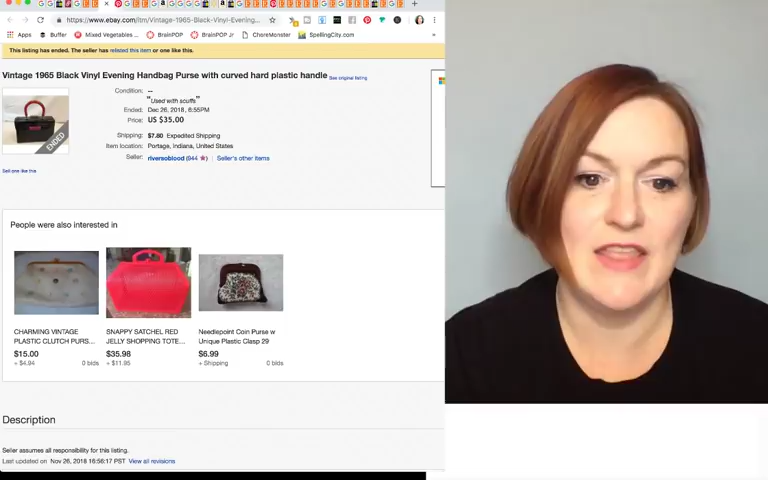 https://www.ebay.com/itm/Vintage-1965-Black-Vinyl-Evening...
Apps Buffer Mixed Vegetables ... BrainPOP BrainPOP Jr ChoreMonster SpellingCity.com
This listing has ended. The seller has relisted this item or one like this.
Vintage 1965 Black Vinyl Evening Handbag Purse with curved hard plastic handle See original listing
Condition: --
"Used with scuffs"
Ended: Dec 26, 2018 , 6:55PM
Price: US $35.00
Shipping: $7.80 Expedited Shipping
Item location: Portage, Indiana, United States
Seller: riversoblood (944 ) | Seller's other items
ENDED
Sell one like this
People were also interested in
CHARMING VINTAGE
PLASTIC CLUTCH PURS...
$15.00
+ $4.94 0 bids
SNAPPY SATCHEL RED
JELLY SHOPPING TOTE...
$35.98
+ $11.95
Needlepoint Coin Purse w
Unique Plastic Clasp 29
$6.99
+ Shipping 0 bids
Description
Seller assumes all responsibility for this listing.
Last updated on Nov 26, 2018 16:56:17 PST View all revisions